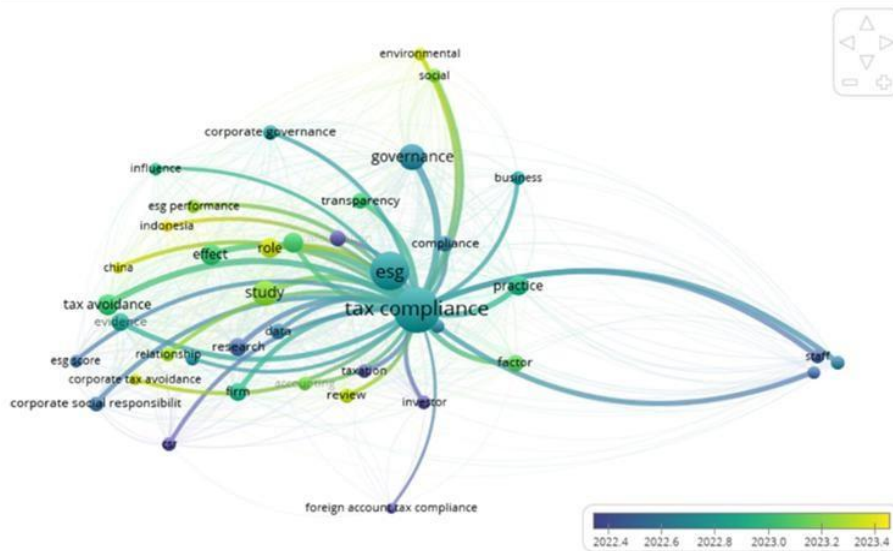 environmental
social
corporate governance
governance
influence
business
esg performance
transparency
indonesia
role
compliance
effect
china
esg
study
practice
tax avoidance
tax compliance
evidence
data
research
relationship
esg score
staff
factor
taxation
corporate tax avoidance
accounting
firm
review
investor
corporate social responsibilit
csr
foreign account tax compliance
2022.4 2022.6 2022.8 2023.0 2023.2 2023.4